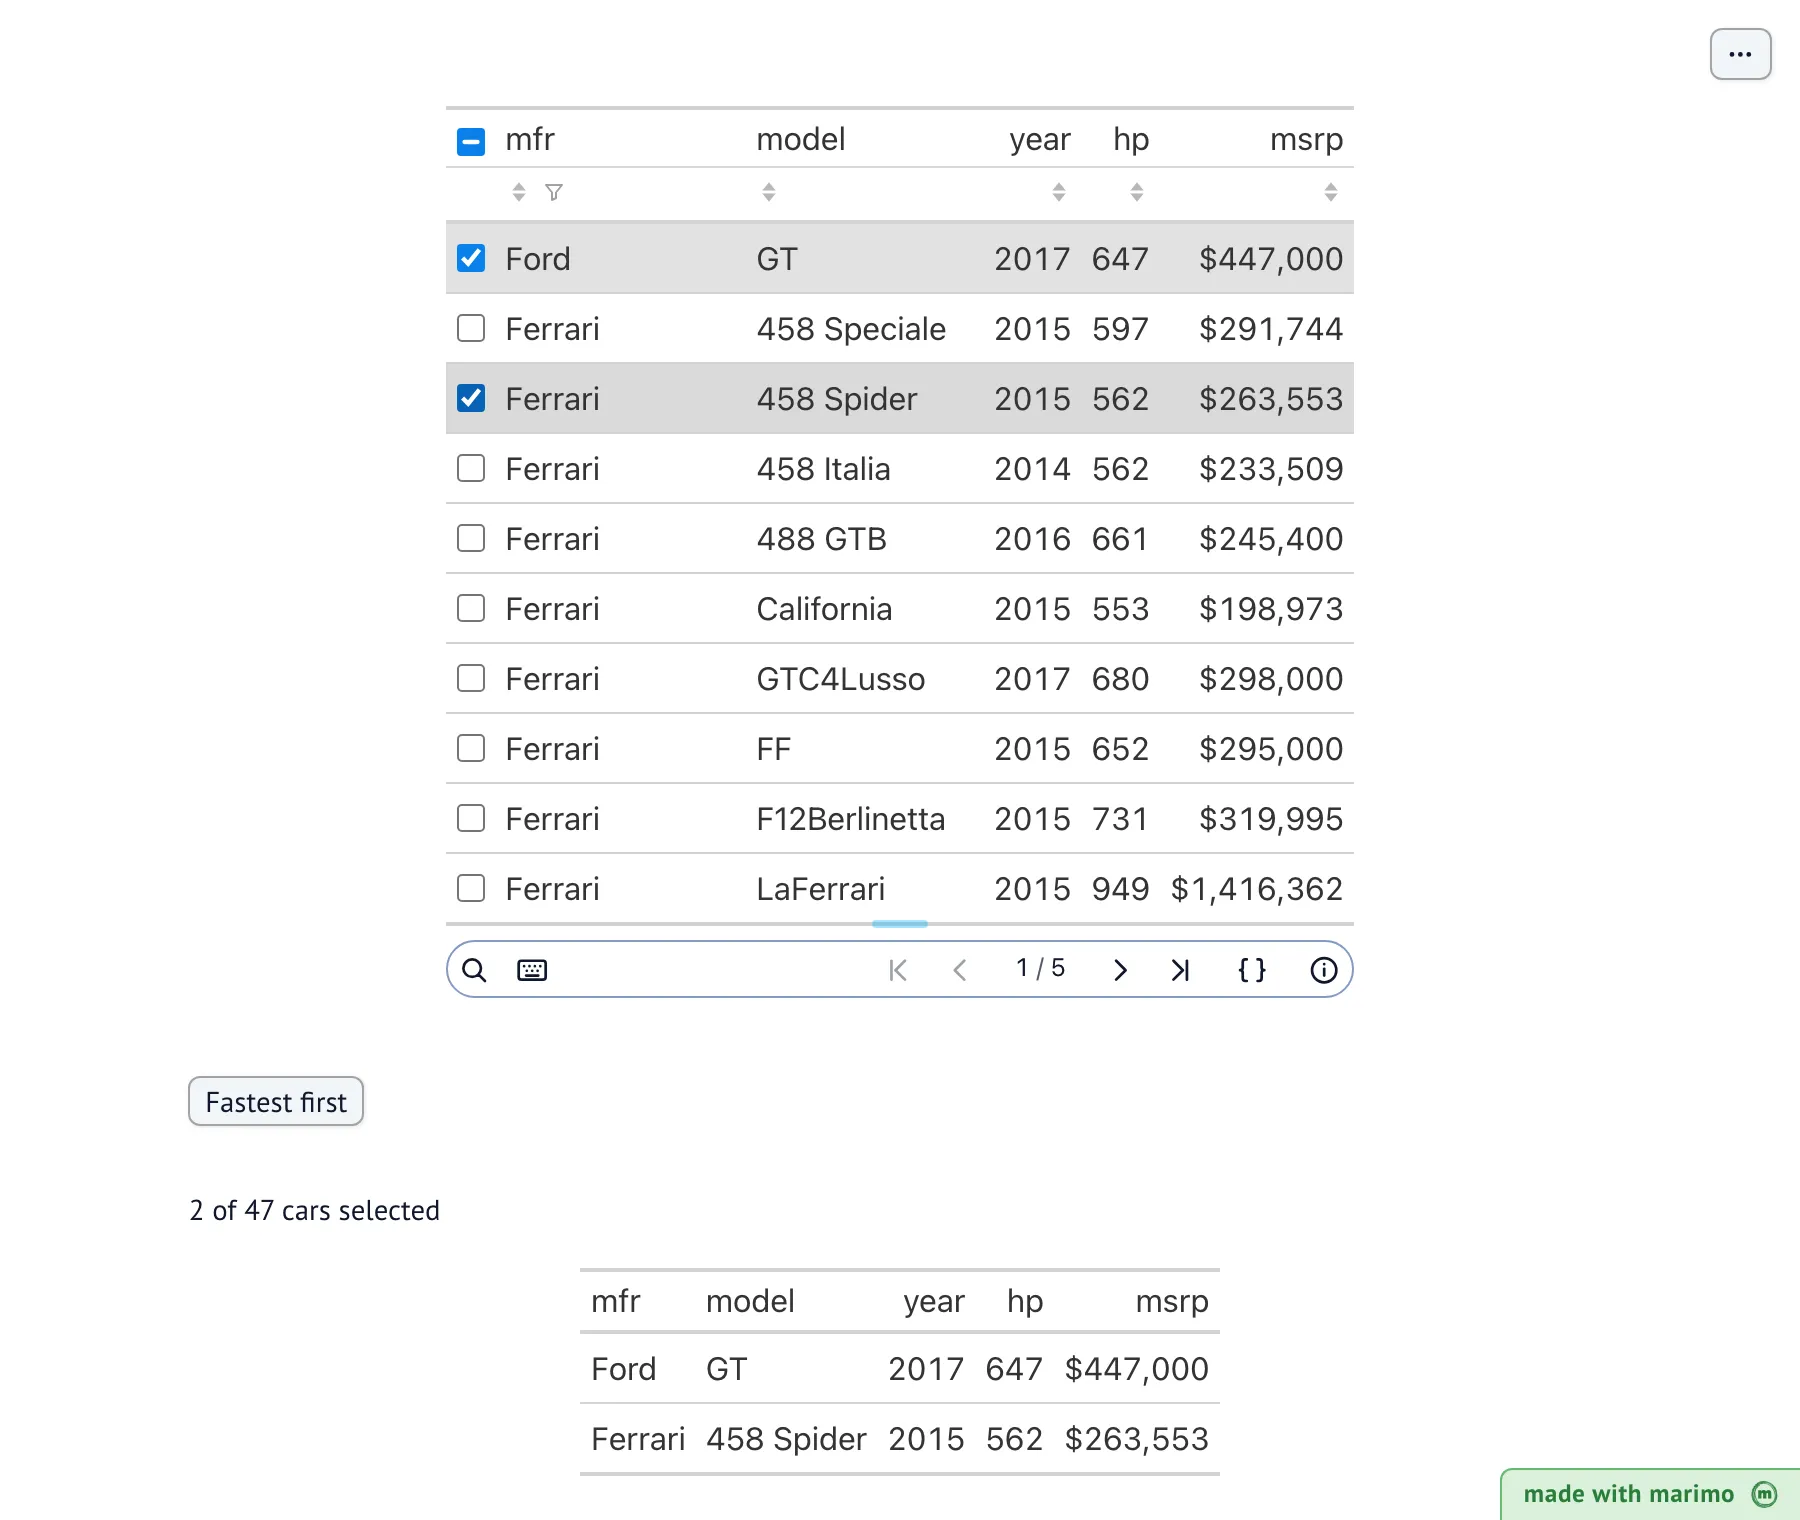 ...
mfr model year hp msrp
Ford GT 2017 647 $447,000
Ferrari 458 Speciale 2015 597 $291,744
Ferrari 458 Spider 2015 562 $263,553
Ferrari 458 Italia 2014 562 $233,509
Ferrari 488 GTB 2016 661 $245,400
Ferrari California 2015 553 $198,973
Ferrari GTC4Lusso 2017 680 $298,000
Ferrari FF 2015 652 $295,000
Ferrari F12Berlinetta 2015 731 $319,995
Ferrari LaFerrari 2015 949 $1,416,362
1 / 5 { }
Fastest first
2 of 47 cars selected
mfr model year hp msrp
Ford GT 2017 647 $447,000
Ferrari 458 Spider 2015 562 $263,553
made with marimo m